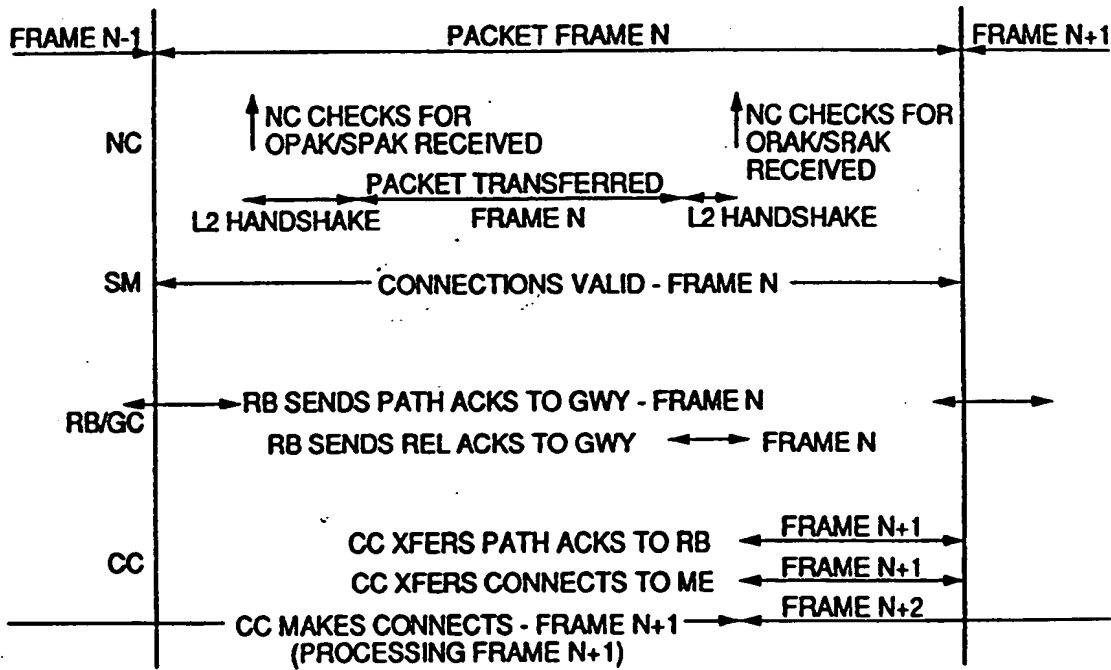 FRAME N-1 PACKET FRAME N FRAME N+1
NC
NC CHECKS FOR
OPAK/SPAK RECEIVED
NC CHECKS FOR
ORAK/SRAK
RECEIVED
PACKET TRANSFERRED
L2 HANDSHAKE FRAME N L2 HANDSHAKE
SM CONNECTIONS VALID - FRAME N
RB/GC
RB SENDS PATH ACKS TO GWY - FRAME N
RB SENDS REL ACKS TO GWY FRAME N
CC
CC XFERS PATH ACKS TO RB FRAME N+1
CC XFERS CONNECTS TO ME FRAME N+1
CC MAKES CONNECTS - FRAME N+1 FRAME N+2
(PROCESSING FRAME N+1)